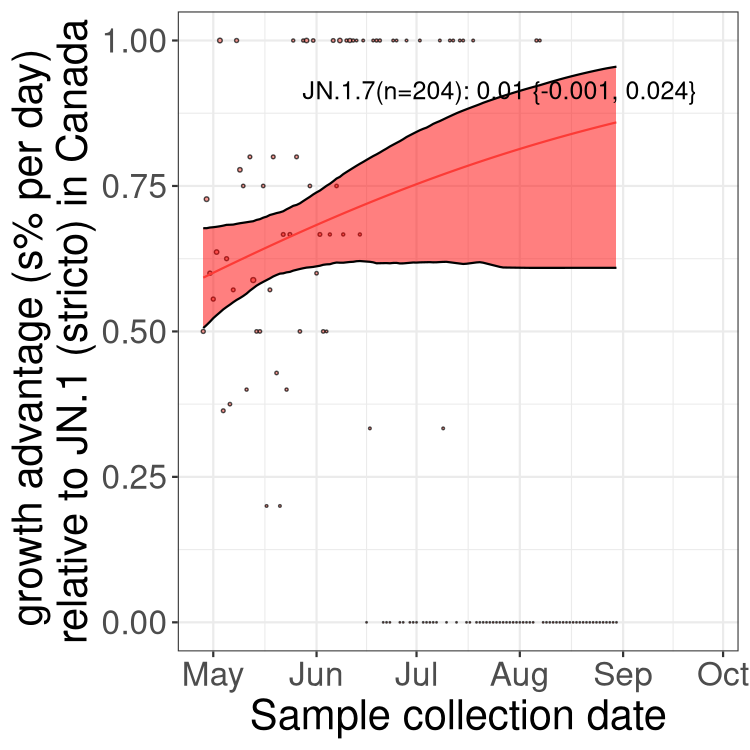 growth advantage (s% per day)
relative to JN.1 (stricto) in Canada
1.00
0.75
0.50
0.25
0.00
JN.1.7(n=204): 0.01 {-0.001, 0.024}
May Jun Jul Aug Sep Oct
Sample collection date